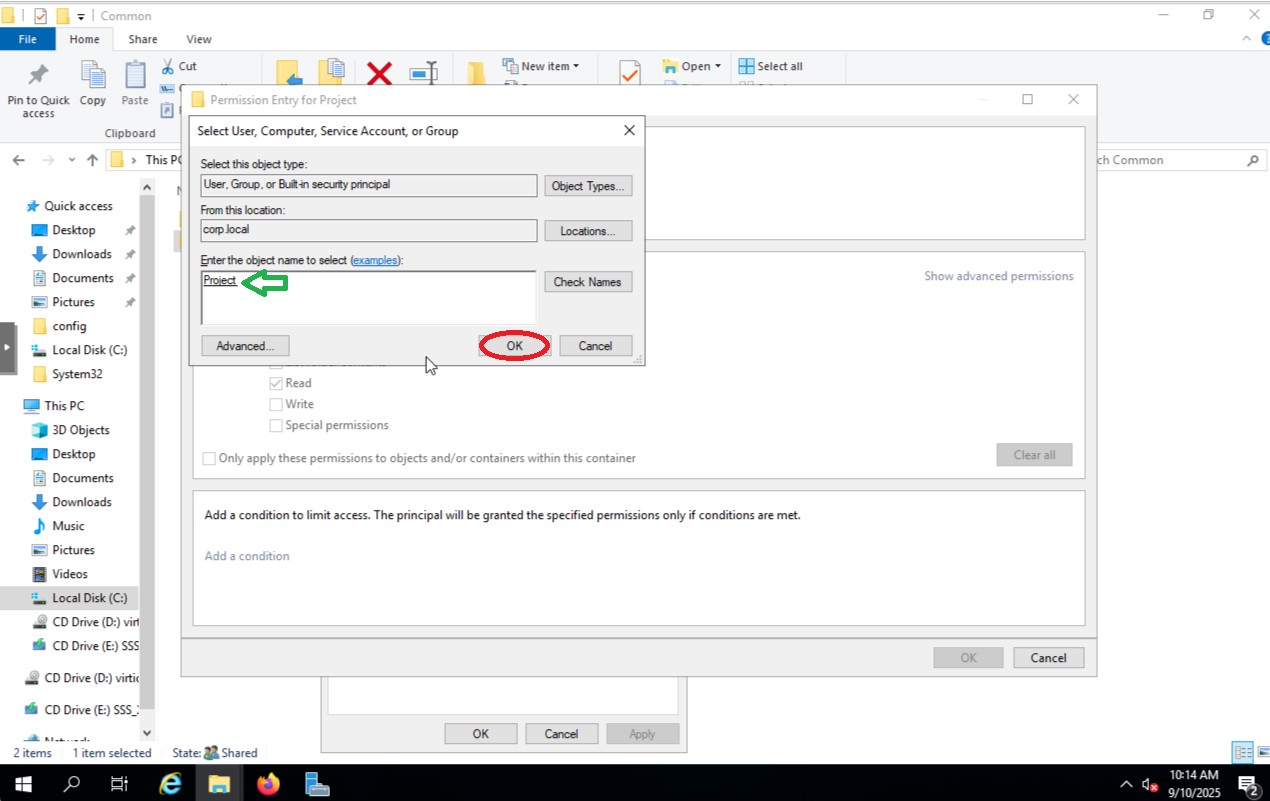 Common
File Home Share View
Pin to Quick access
Copy
Paste
Cut
New item
Open
Select all
Clipboard
Permission Entry for Project
Select User, Computer, Service Account, or Group
This PC
Common
Select this object type:
User, Group, or Built-in security principal
Object Types...
From this location:
corp.local
Locations...
Enter the object name to select (examples):
Project
Check Names
Advanced...
OK
Cancel
Show advanced permissions
Read
Write
Special permissions
Only apply these permissions to objects and/or containers within this container
Clear all
Add a condition to limit access. The principal will be granted the specified permissions only if conditions are met.
Add a condition
OK
Cancel
OK
Cancel
Apply
Quick access
Desktop
Downloads
Documents
Pictures
config
Local Disk (C:)
System32
This PC
3D Objects
Desktop
Documents
Downloads
Music
Pictures
Videos
Local Disk (C:)
CD Drive (D:) virt
CD Drive (E:) SSS
CD Drive (D:) virtic
CD Drive (E:) SSS_
2 items
1 item selected
State: Shared
10:14 AM
9/10/2025
2